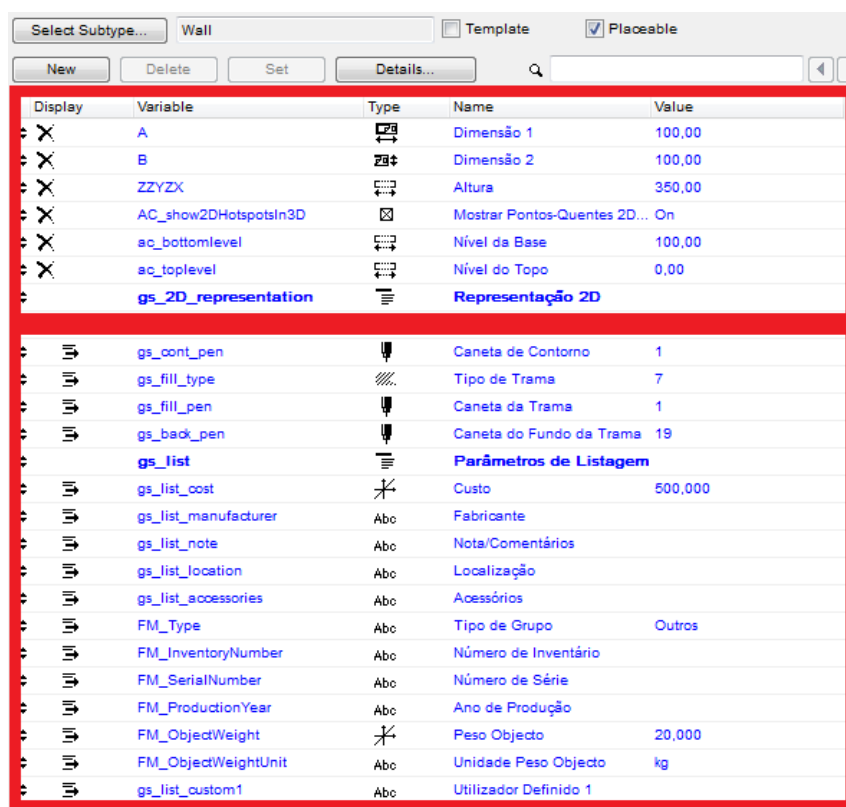 Select Subtype... Wall Template Placeable
New Delete Set Details...
Display Variable Type Name Value
A Dimensão 1 100,00
B Dimensão 2 100,00
ZZYZX Altura 350,00
AC_show2DHotspotsIn3D Mostrar Pontos-Quentes 2D... On
ac_bottomlevel Nível da Base 100,00
ac_toplevel Nível do Topo 0,00
gs_2D_representation Representação 2D
gs_cont_pen Caneta de Contorno 1
gs_fill_type Tipo de Trama 7
gs_fill_pen Caneta da Trama 1
gs_back_pen Caneta do Fundo da Trama 19
gs_list Parâmetros de Listagem
gs_list_cost Custo 500,000
gs_list_manufacturer Abc Fabricante
gs_list_note Abc Nota/Comentários
gs_list_location Abc Localização
gs_list_accessories Abc Acessórios
FM_Type Abc Tipo de Grupo Outros
FM_InventoryNumber Abc Número de Inventário
FM_SerialNumber Abc Número de Série
FM_ProductionYear Abc Ano de Produção
FM_ObjectWeight Peso Objecto 20,000
FM_ObjectWeightUnit Abc Unidade Peso Objecto kg
gs_list_custom1 Abc Utilizador Definido 1